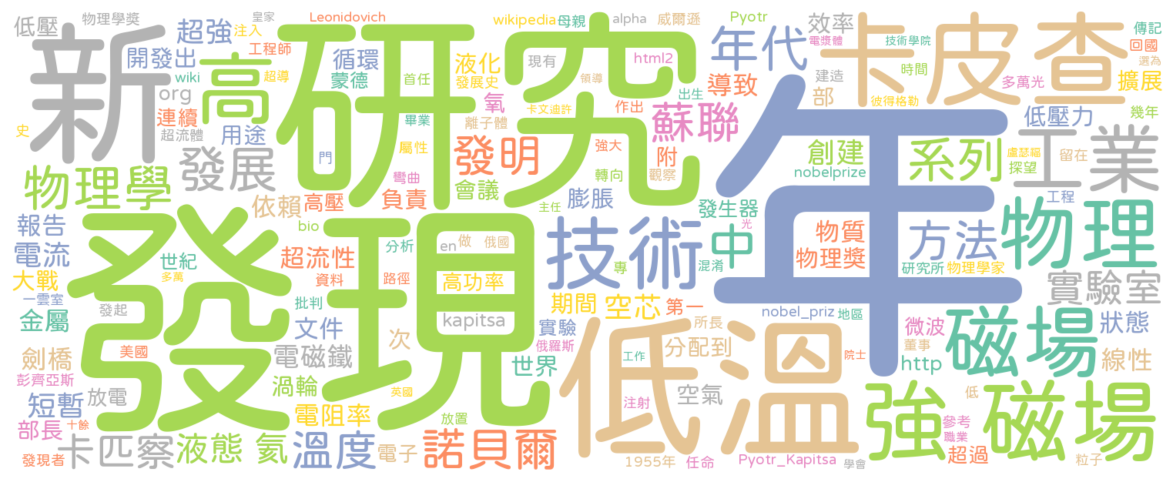 低壓 物理學獎 皇家 Leonidovich wikipedia 母親 alpha 威爾遜 Pyotr 效率 傳記
新 超強 注入 工程師 研究 年代 電漿體 技術學院 卡皮查 回國
開發出 高 循環 液化 現有 html2 時間 選為
wiki 超導 蒙德 首任 發展史 領導 導致 建造 多萬光 擴展
org 連續 氧 出生 蘇聯 部 彼得格勒 低壓力 幾年
史 超流體 用途 畢業 離子體 卡文迪許 作出 年
發展 門 屬性 發明 強大 附 創建 系列 盧瑟福 留在 工業
物理學 彎曲 會議 轉向 觀察 nobelprize 探望
依賴 高壓 負責 主任 膨脹 發生器 工程
報告 發現 bio 技術 光 中 物質 方法 物理
電流 世紀 超流性 分析 en 做 俄國 專 混淆 物理獎 研究所 物理學家 實驗室
大戰 多萬 資料 路徑 高功率 期間 空芯 第一
一雲室 發起 批判 kapitsa nobel_priz 地區
金屬 文件 次 實驗 俄羅斯 低溫 所長 微波 磁場 狀態
劍橋 美國 電磁鐵 世界 工作 分配到 董事 http 線性 院士
彭齊亞斯 渦輪 英國 空氣
短暫 放電 電阻率 放置 注射 強 磁場 低
部長 十餘 參考 職業
卡匹察 液態 氦 溫度 電子 諾貝爾 超過
發現者 1955年 任命 Pyotr_Kapitsa 學會 粒子